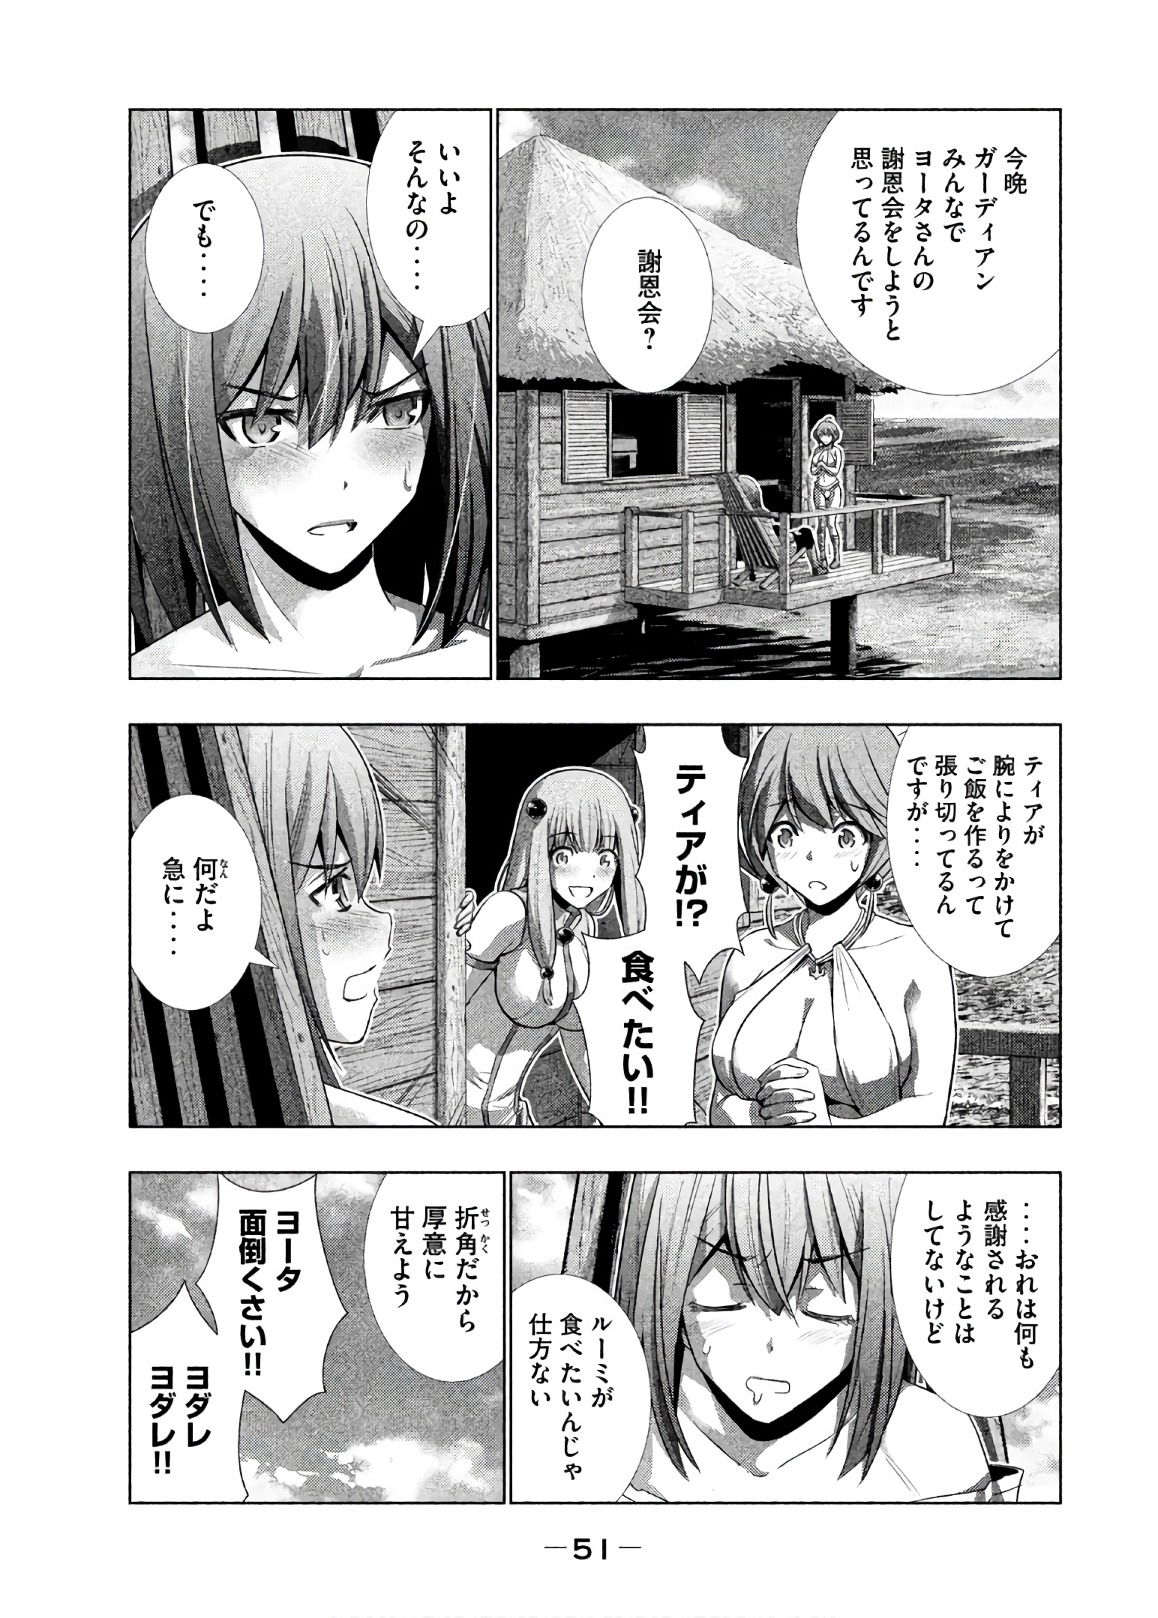 今晩
ガーディアン
みんなで
ヨータさんの
謝恩会をしようと
思ってるんです
謝恩会?
いいよ
そんなの‥‥
でも‥‥
ティアが
腕によりをかけて
ご飯を作るって
張り切ってるん
ですが‥‥
ティアが!?
食べたい!!
何だよ
なん
急に‥‥
‥‥おれは何も
感謝される
ようなことは
してないけど
ルーミが
食べたいんじゃ
仕方ない
折角だから
せっかく
厚意に
甘えよう
ヨータ
面倒くさい!!
ヨダレ
ヨダレ!!
—51—